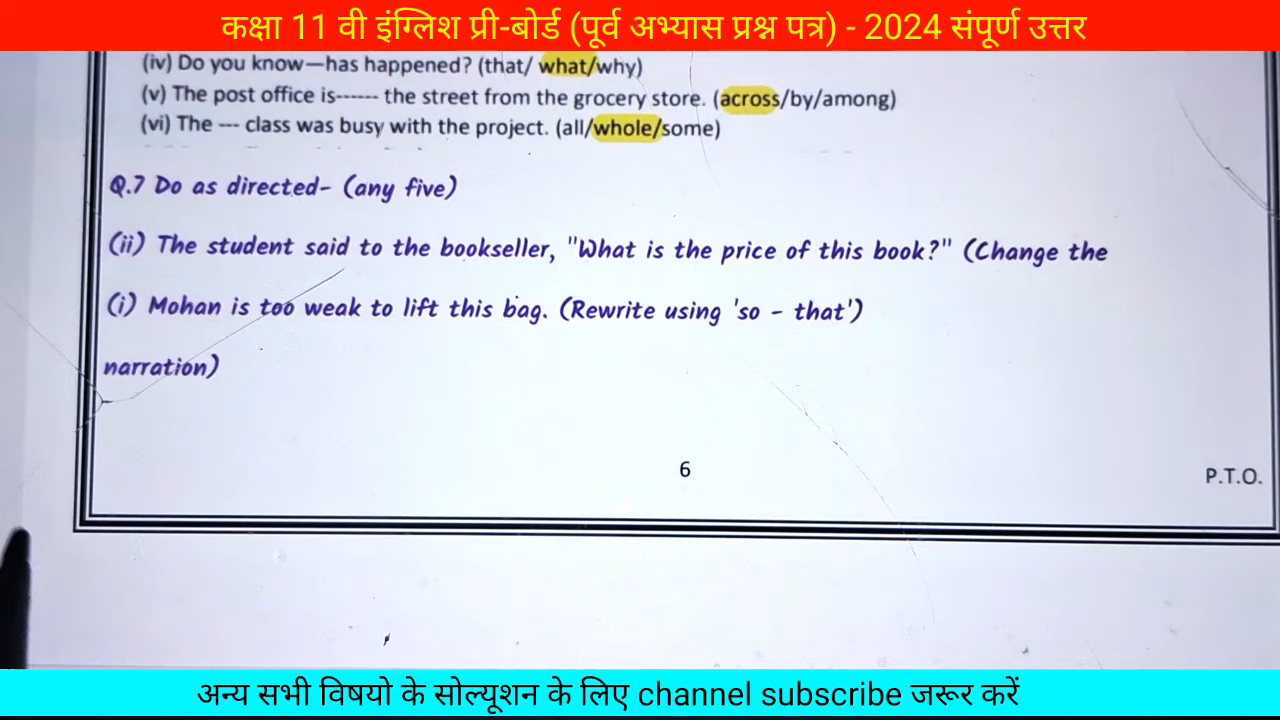 कक्षा 11 वी इंग्लिश प्री-बोर्ड (पूर्व अभ्यास प्रश्न पत्र) - 2024 संपूर्ण उत्तर
(iv) Do you know—has happened? (that/ what/why)
(v) The post office is------ the street from the grocery store. (across/by/among)
(vi) The --- class was busy with the project. (all/whole/some)
Q.7 Do as directed- (any five)
(ii) The student said to the bookseller, "What is the price of this book?" (Change the
(i) Mohan is too weak to lift this bag. (Rewrite using 'so - that')
narration)
6
P.T.O.
अन्य सभी विषयो के सोल्यूशन के लिए channel subscribe जरूर करें